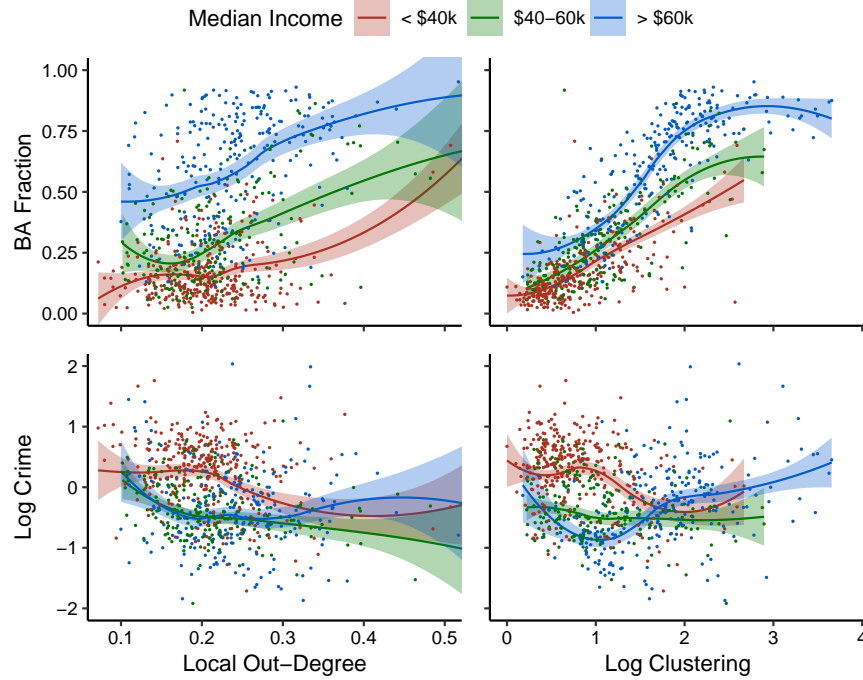 Median Income < $40k $40−60k > $60k
BA Fraction
1.00
0.75
0.50
0.25
0.00
Log Crime
2
1
0
−1
−2
0.1 0.2 0.3 0.4 0.5
0 1 2 3 4
Local Out−Degree
Log Clustering